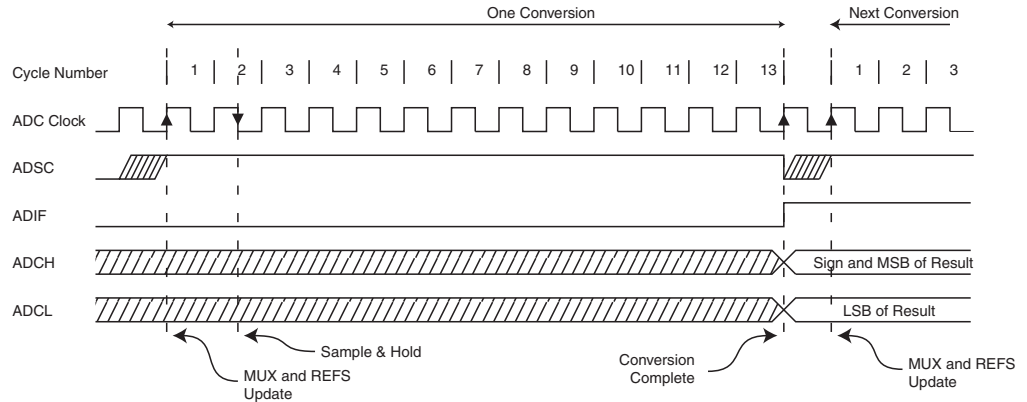 One Conversion Next Conversion
Cycle Number 1 2 3 4 5 6 7 8 9 10 11 12 13 1 2 3
ADC Clock
ADSC
ADIF
ADCH Sign and MSB of Result
ADCL LSB of Result
Sample & Hold
MUX and REFS
Update
Conversion
Complete
MUX and REFS
Update